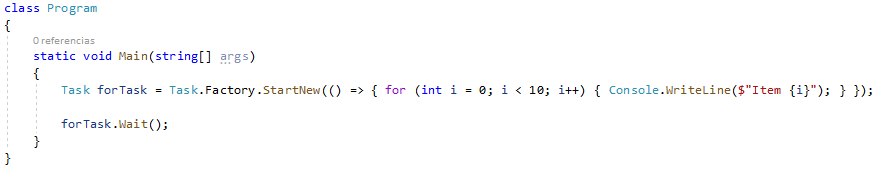 class Program
{
0 referencias
static void Main(string[] args)
{
Task forTask = Task.Factory.StartNew(() => { for (int i = 0; i < 10; i++) { Console.WriteLine($"Item {i}"); } });
forTask.Wait();
}
}